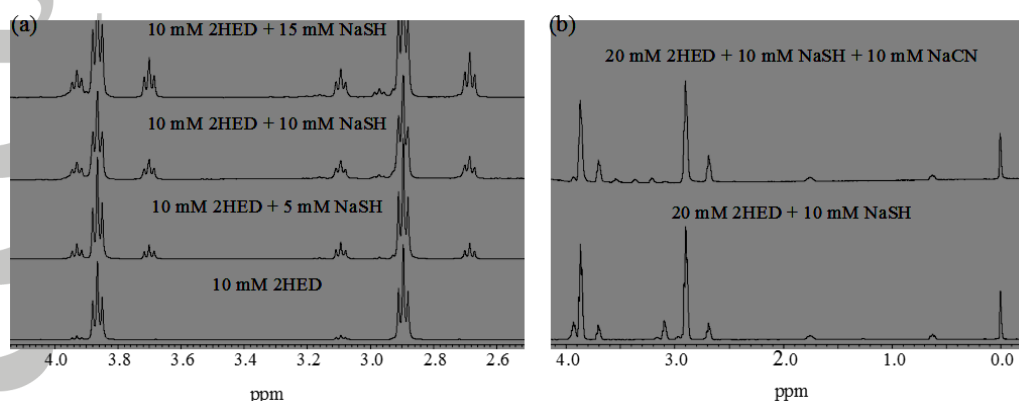 (a)
10 mM 2HED + 15 mM NaSH
10 mM 2HED + 10 mM NaSH
10 mM 2HED + 5 mM NaSH
10 mM 2HED
4.0 3.8 3.6 3.4 3.2 2.9 2.8 2.6
ppm
(b)
20 mM 2HED + 10 mM NaSH + 10 mM NaCN
20 mM 2HED + 10 mM NaSH
4.0 3.0 2.0 1.0 0.0
ppm